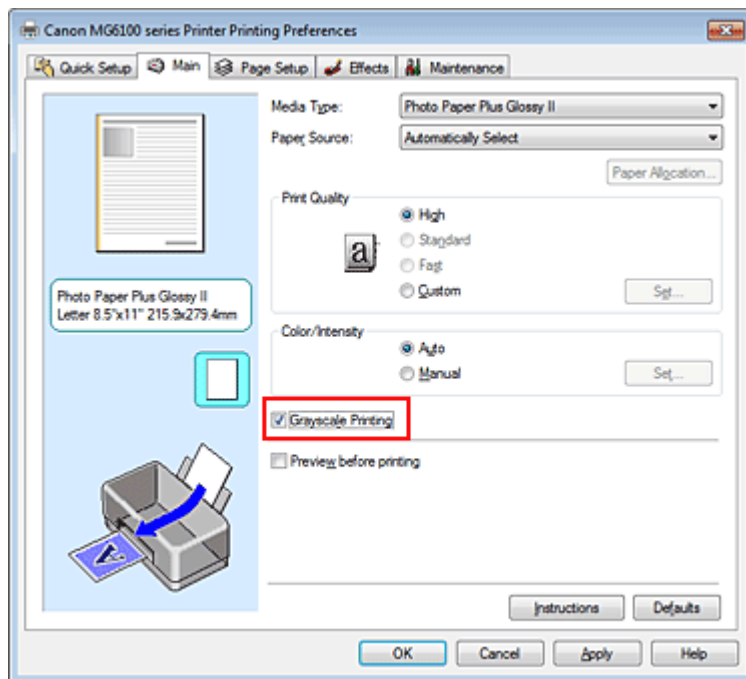 Canon MG6100 series Printer Printing Preferences
Quick Setup Main Page Setup Effects Maintenance
Media Type: Photo Paper Plus Glossy II
Paper Source: Automatically Select
Paper Allocation...
Print Quality
High
a Standard
Fast
Custom Set...
Photo Paper Plus Glossy II
Letter 8.5"x11" 215.9x279.4mm
Color/Intensity
Auto
Manual Set...
Grayscale Printing
Preview before printing
A
Instructions Defaults
OK Cancel Apply Help